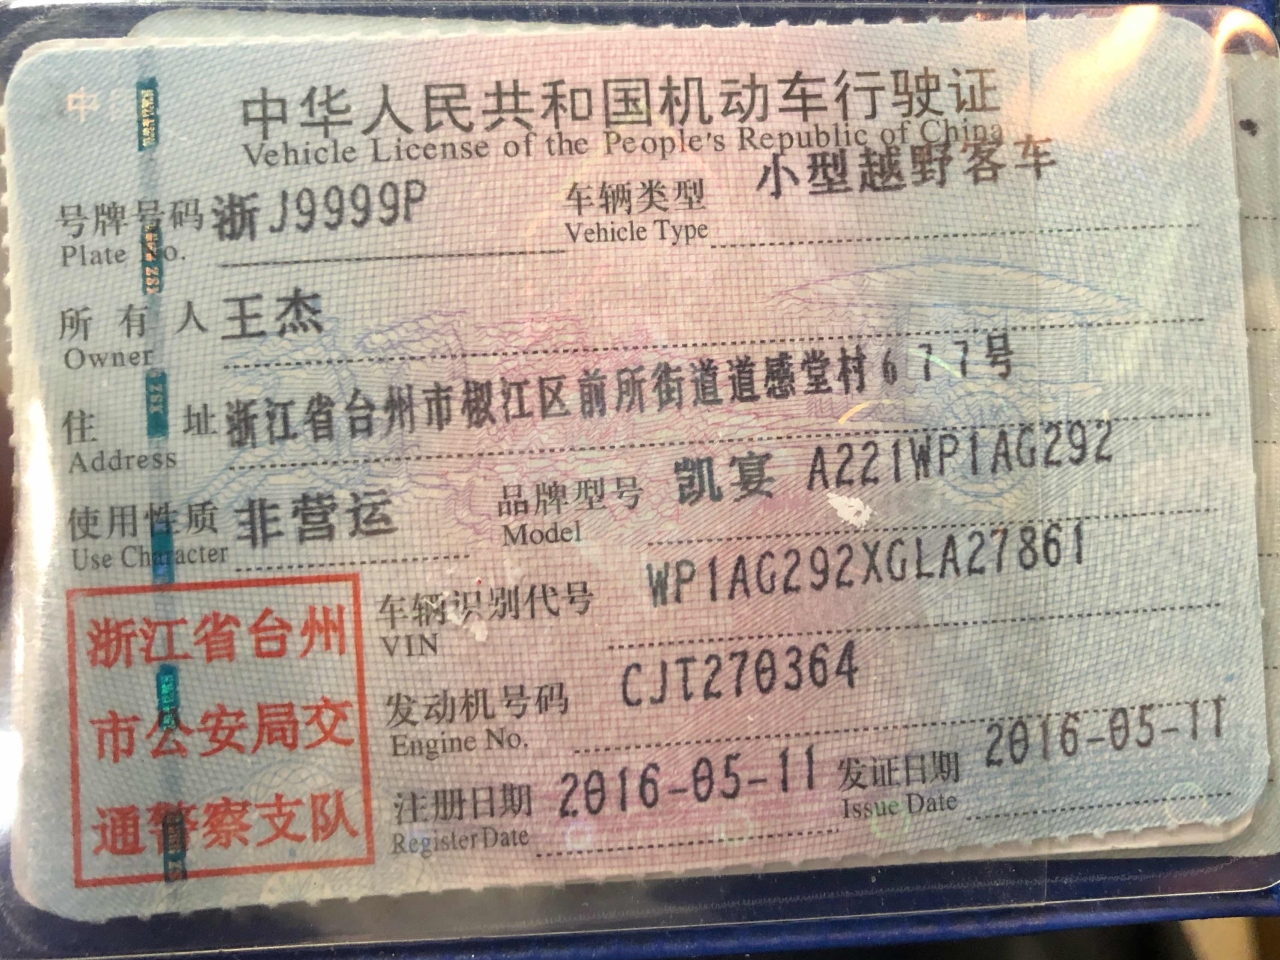 中华人民共和国机动车行驶证
Vehicle License of the People's Republic of China
号牌号码 浙J9999P 车辆类型 小型越野客车
Plate No. Vehicle Type
所有人 王杰
Owner
住址 浙江省台州市椒江区前所街道道感堂村677号
Address
使用性质 非营运 品牌型号 凯宴 A221WP1AG292
Use Character Model
车辆识别代号 WP1AG292XGLA27861
VIN
发动机号码 CJT270364
Engine No.
注册日期 2016-05-11 发证日期 2016-05-11
Register Date Issue Date
浙江省台州
市公安局交
通警察支队